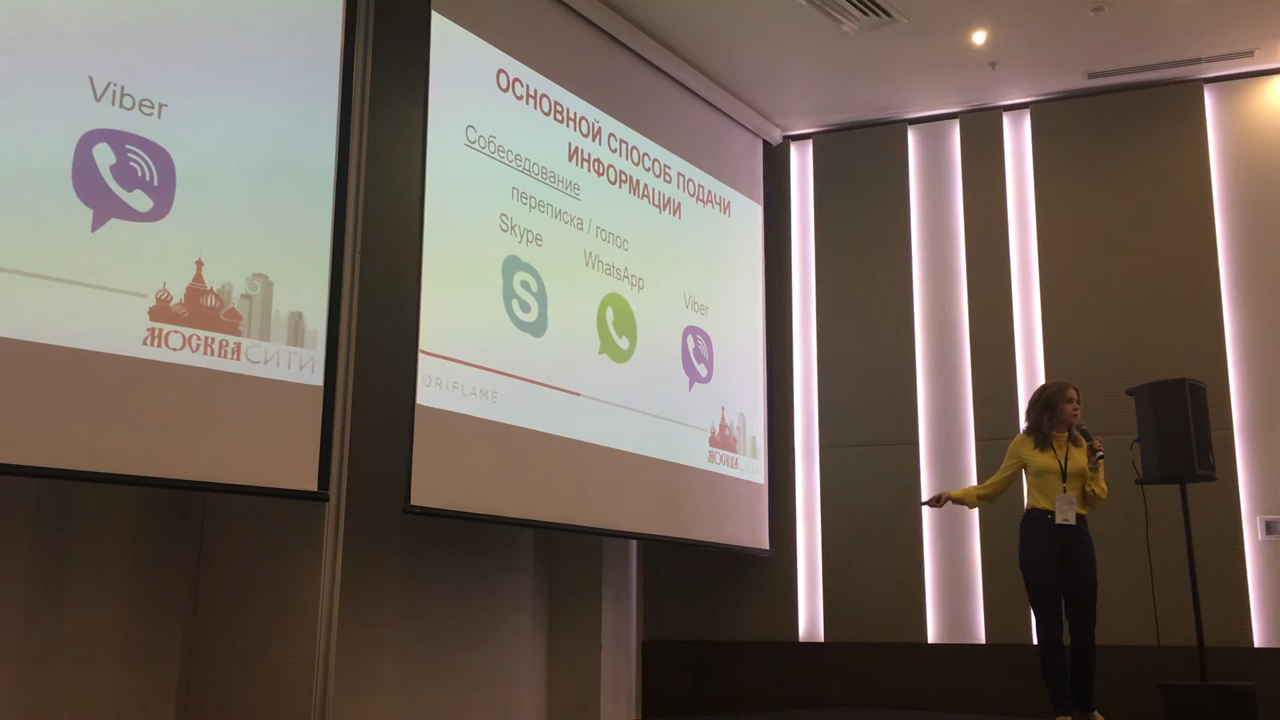 Viber
МОСКВА СИТИ
ОСНОВНОЙ СПОСОБ ПОДАЧИ
ИНФОРМАЦИИ
Собеседование
переписка / голос
Skype
WhatsApp
Viber
ORIFLAME
МОСКВА СИТИ